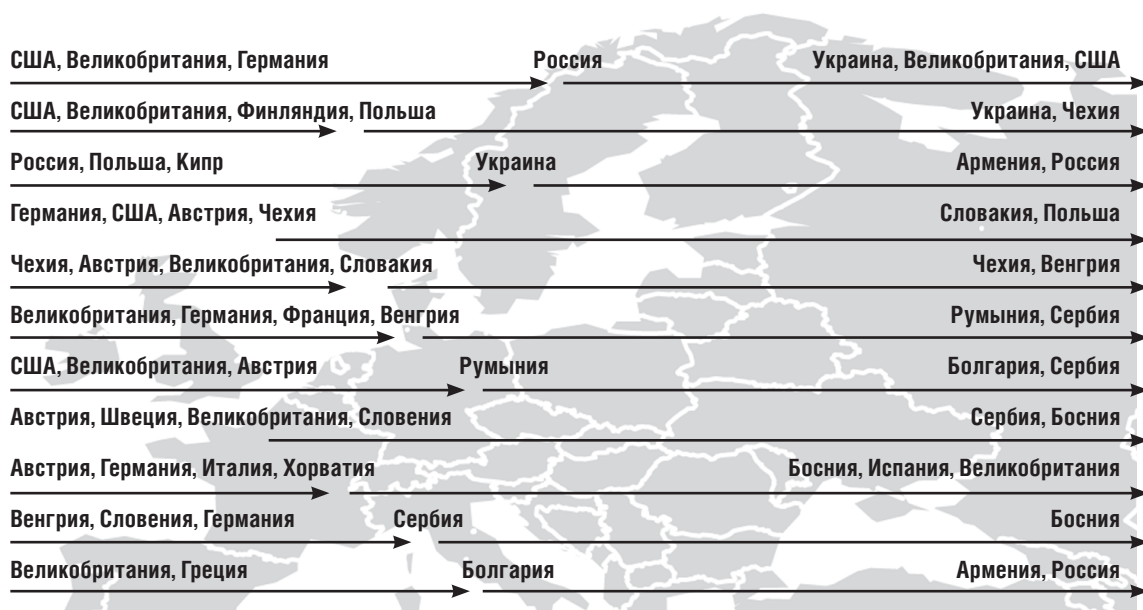 США, Великобритания, Германия Россия Украина, Великобритания, США
США, Великобритания, Финляндия, Польша Украина, Чехия
Россия, Польша, Кипр Украина Армения, Россия
Германия, США, Австрия, Чехия Словакия, Польша
Чехия, Австрия, Великобритания, Словакия Чехия, Венгрия
Великобритания, Германия, Франция, Венгрия Румыния, Сербия
США, Великобритания, Австрия Румыния Болгария, Сербия
Австрия, Швеция, Великобритания, Словения Сербия, Босния
Австрия, Германия, Италия, Хорватия Босния, Испания, Великобритания
Венгрия, Словения, Германия Сербия Босния
Великобритания, Греция Болгария Армения, Россия